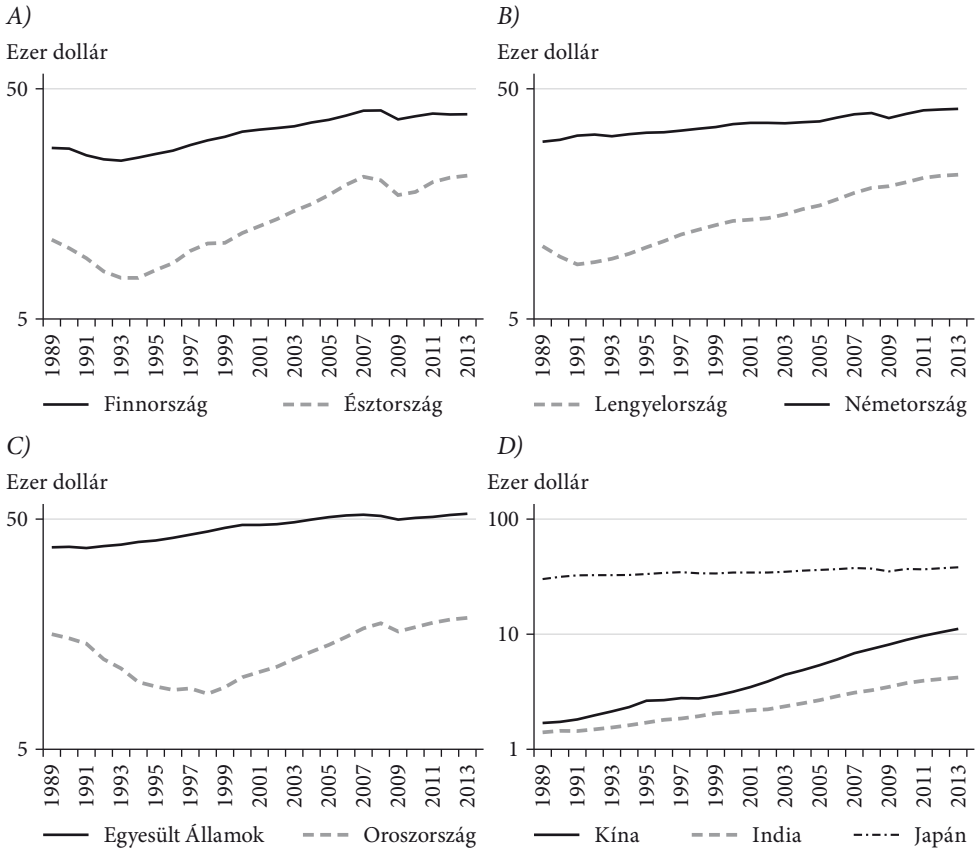 A)
Ezer dollár
50
5
1989 1991 1993 1995 1997 1999 2001 2003 2005 2007 2009 2011 2013
Finnország Észtország
B)
Ezer dollár
50
5
1989 1991 1993 1995 1997 1999 2001 2003 2005 2007 2009 2011 2013
Lengyelország Németország
C)
Ezer dollár
50
5
1989 1991 1993 1995 1997 1999 2001 2003 2005 2007 2009 2011 2013
Egyesült Államok Oroszország
D)
Ezer dollár
100
10
1
1989 1991 1993 1995 1997 1999 2001 2003 2005 2007 2009 2011 2013
Kína India Japán